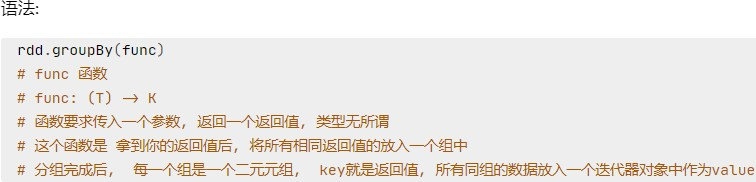 语法:
rdd.groupBy(func)
# func 函数
# func: (T) -> K
# 函数要求传入一个参数, 返回一个返回值, 类型无所谓
# 这个函数是 拿到你的返回值后, 将所有相同返回值的放入一个组中
# 分组完成后, 每一个组是一个二元元组, key就是返回值, 所有同组的数据放入一个迭代器对象中作为value